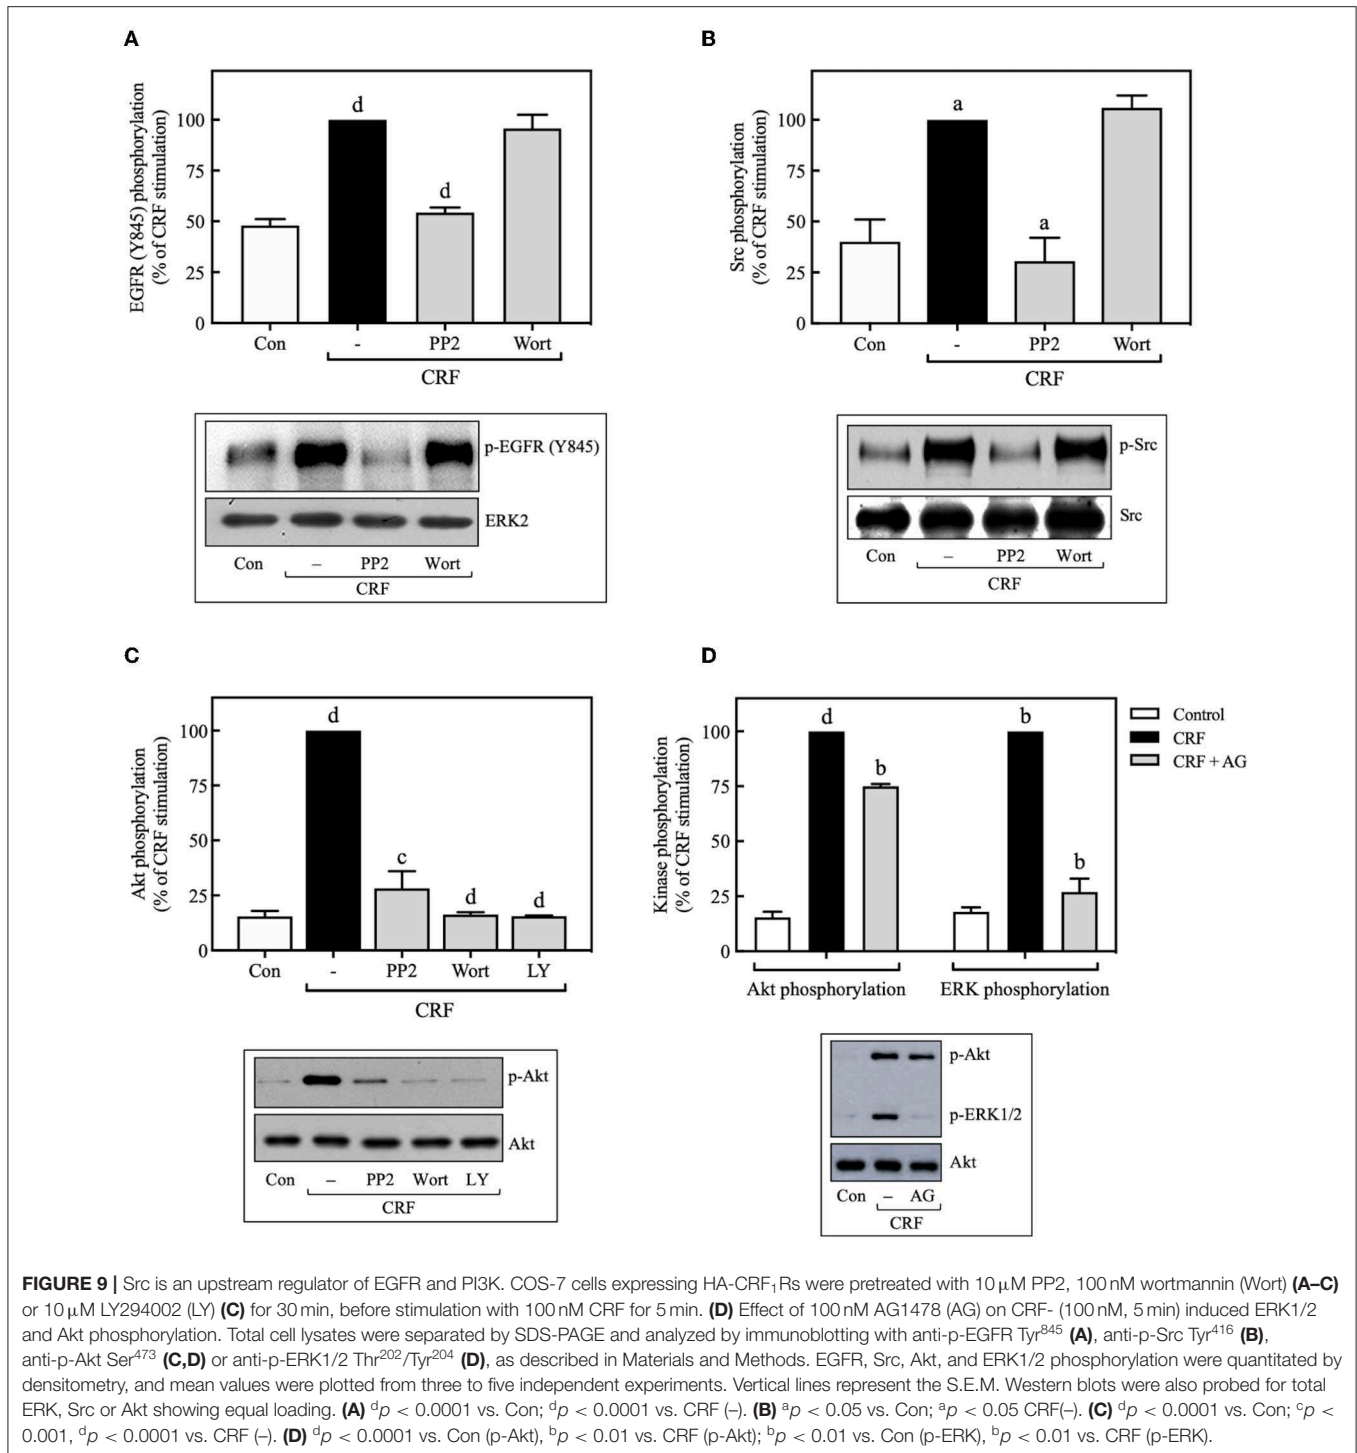 A
EGFR (Y845) phosphorylation
(% of CRF stimulation)
100
75
50
25
0
d
d
Con
-
PP2
Wort
CRF
p-EGFR (Y845)
ERK2
Con
–
PP2
Wort
CRF
B
Src phosphorylation
(% of CRF stimulation)
100
75
50
25
0
a
a
Con
-
PP2
Wort
CRF
p-Src
Src
Con
–
PP2
Wort
CRF
C
Akt phosphorylation
(% of CRF stimulation)
100
75
50
25
0
d
c
d
d
Con
-
PP2
Wort
LY
CRF
p-Akt
Akt
Con
–
PP2
Wort
LY
CRF
D
Kinase phosphorylation
(% of CRF stimulation)
100
75
50
25
0
d
b
b
b
Akt phosphorylation
ERK phosphorylation
Control
CRF
CRF + AG
p-Akt
p-ERK1/2
Akt
Con
–
AG
CRF
FIGURE 9 | Src is an upstream regulator of EGFR and PI3K. COS-7 cells expressing HA-CRF₁Rs were pretreated with 10 μM PP2, 100 nM wortmannin (Wort) (A–C)
or 10 μM LY294002 (LY) (C) for 30 min, before stimulation with 100 nM CRF for 5 min. (D) Effect of 100 nM AG1478 (AG) on CRF- (100 nM, 5 min) induced ERK1/2
and Akt phosphorylation. Total cell lysates were separated by SDS-PAGE and analyzed by immunoblotting with anti-p-EGFR Tyr⁸⁴⁵ (A), anti-p-Src Tyr⁴¹⁶ (B),
anti-p-Akt Ser⁴⁷³ (C,D) or anti-p-ERK1/2 Thr²⁰²/Tyr²⁰⁴ (D), as described in Materials and Methods. EGFR, Src, Akt, and ERK1/2 phosphorylation were quantitated by
densitometry, and mean values were plotted from three to five independent experiments. Vertical lines represent the S.E.M. Western blots were also probed for total
ERK, Src or Akt showing equal loading. (A) ᵈp < 0.0001 vs. Con; ᵈp < 0.0001 vs. CRF (–). (B) ᵃp < 0.05 vs. Con; ᵃp < 0.05 CRF(–). (C) ᵈp < 0.0001 vs. Con; ᶜp <
0.001, ᵈp < 0.0001 vs. CRF (–). (D) ᵈp < 0.0001 vs. Con (p-Akt), ᵇp < 0.01 vs. CRF (p-Akt); ᵇp < 0.01 vs. Con (p-ERK), ᵇp < 0.01 vs. CRF (p-ERK).